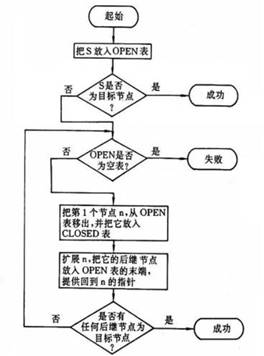 起始
把S放入OPEN表
S是否
为目标节点
?
否
是
成功
OPEN是否
为空表?
否
是
失败
把第1个节点n,从OPEN
表移出,并把它放入
CLOSED表
扩展n,把它的后继节点
放入OPEN表的末端,
提供回到n的指针
是否有
任何后继节点为
目标节点
?
否
是
成功